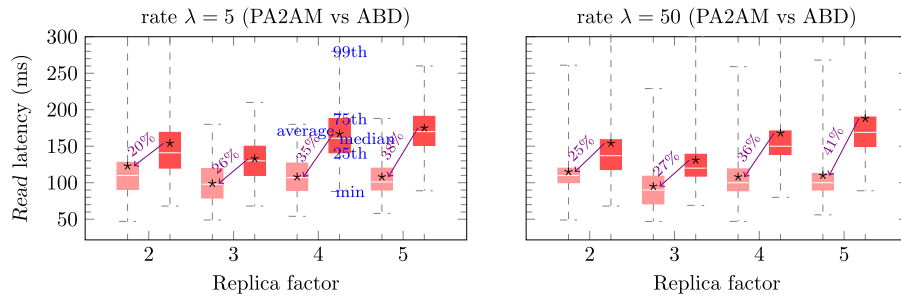 rate λ = 5 (PA2AM vs ABD)
rate λ = 50 (PA2AM vs ABD)
Read latency (ms)
300
250
200
150
100
50
99th
75th
average
median
25th
min
20%
26%
35%
38%
25%
27%
36%
41%
2 3 4 5
2 3 4 5
Replica factor
Replica factor